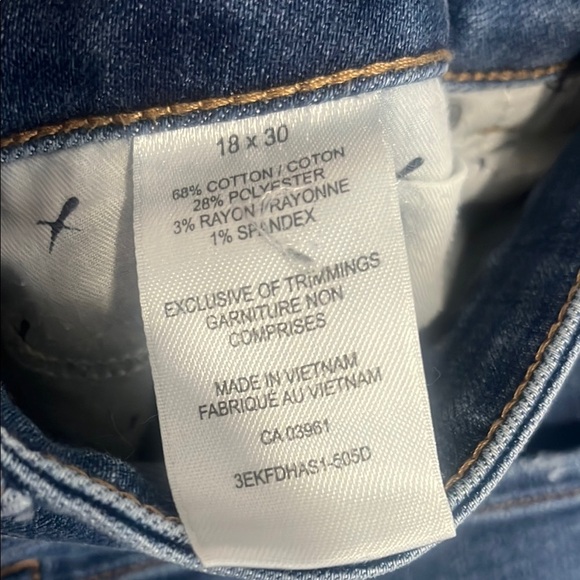 18 x 30
68% COTTON / COTON
28% POLYESTER
3% RAYON / RAYONNE
1% SPANDEX
EXCLUSIVE OF TRIMMINGS
GARNITURE NON
COMPRISES
MADE IN VIETNAM
FABRIQUÉ AU VIETNAM
CA 03961
3EKFDHAS1-505D